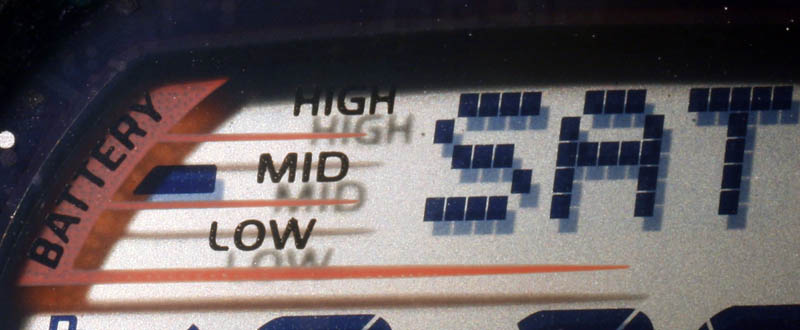 BATTERY
HIGH
MID
LOW
SAT
P